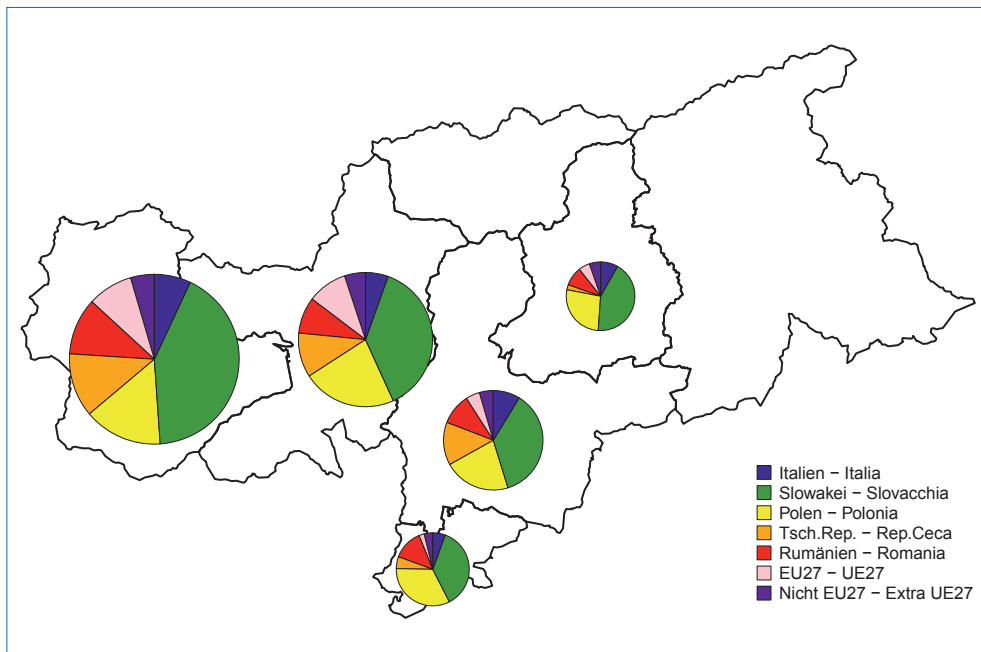 Italien – Italia
Slowakei – Slovacchia
Polen – Polonia
Tsch.Rep. – Rep.Ceca
Rumänien – Romania
EU27 – UE27
Nicht EU27 – Extra UE27